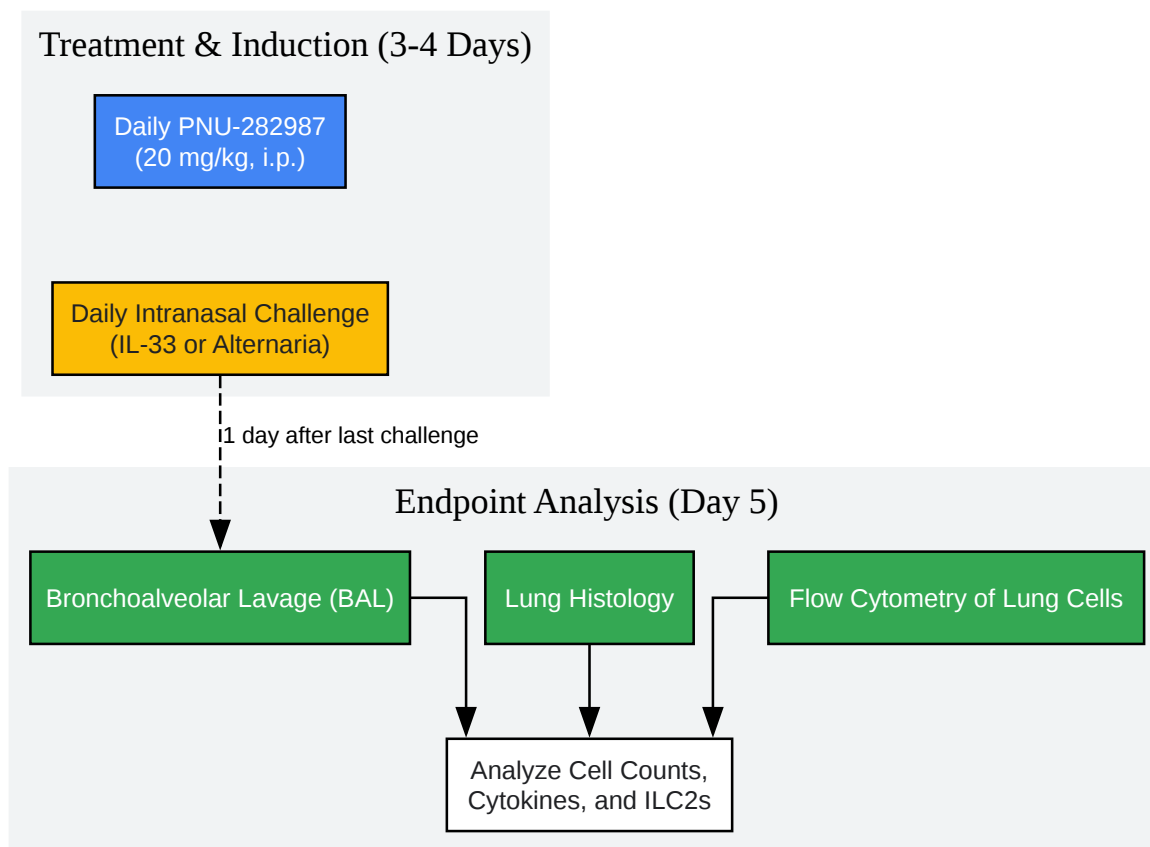 Treatment & Induction (3-4 Days)
Daily PNU-282987
(20 mg/kg, i.p.)
Daily Intranasal Challenge
(IL-33 or Alternaria)
1 day after last challenge
Endpoint Analysis (Day 5)
Bronchoalveolar Lavage (BAL)
Lung Histology
Flow Cytometry of Lung Cells
Analyze Cell Counts,
Cytokines, and ILC2s